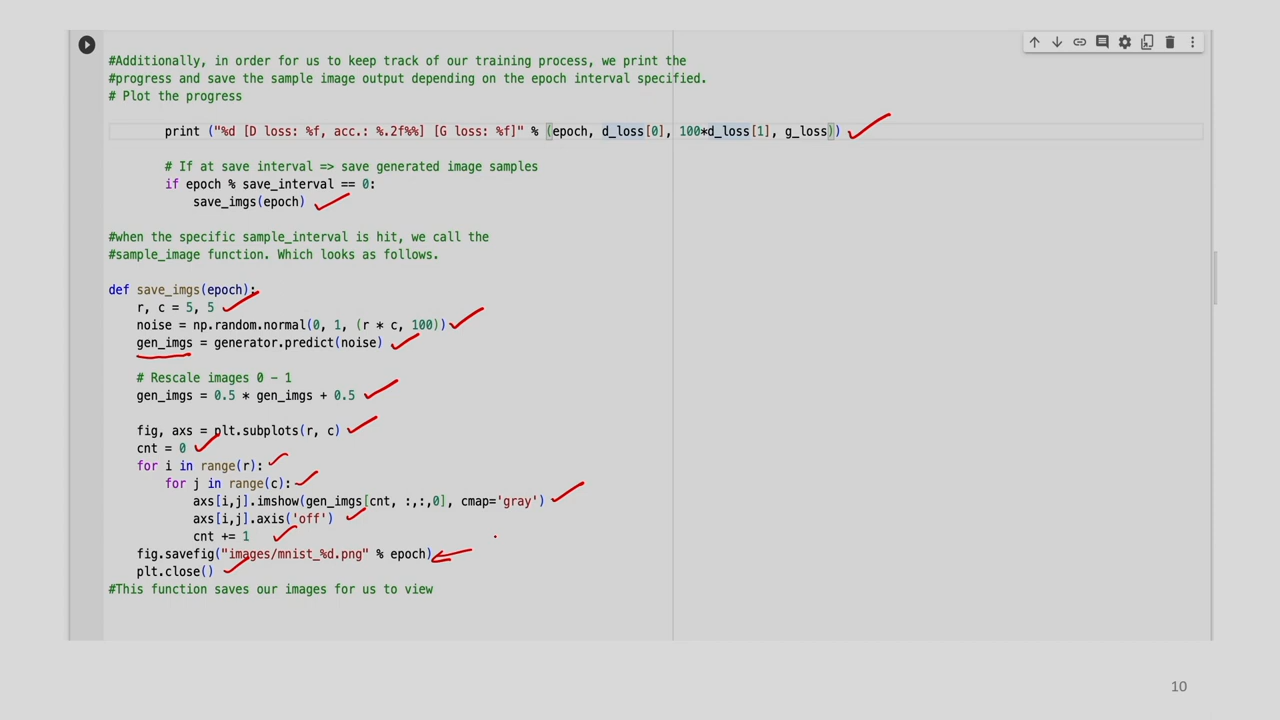 #Additionally, in order for us to keep track of our training process, we print the
#progress and save the sample image output depending on the epoch interval specified.
# Plot the progress
print ("%d [D loss: %f, acc.: %.2f%%] [G loss: %f]" % (epoch, d_loss[0], 100*d_loss[1], g_loss))
# If at save interval => save generated image samples
if epoch % save_interval == 0:
save_imgs(epoch)
#when the specific sample_interval is hit, we call the
#sample_image function. Which looks as follows.
def save_imgs(epoch):
r, c = 5, 5
noise = np.random.normal(0, 1, (r * c, 100))
gen_imgs = generator.predict(noise)
# Rescale images 0 - 1
gen_imgs = 0.5 * gen_imgs + 0.5
fig, axs = plt.subplots(r, c)
cnt = 0
for i in range(r):
for j in range(c):
axs[i,j].imshow(gen_imgs[cnt, :,:,0], cmap='gray')
axs[i,j].axis('off')
cnt += 1
fig.savefig("images/mnist_%d.png" % epoch)
plt.close()
#This function saves our images for us to view
10